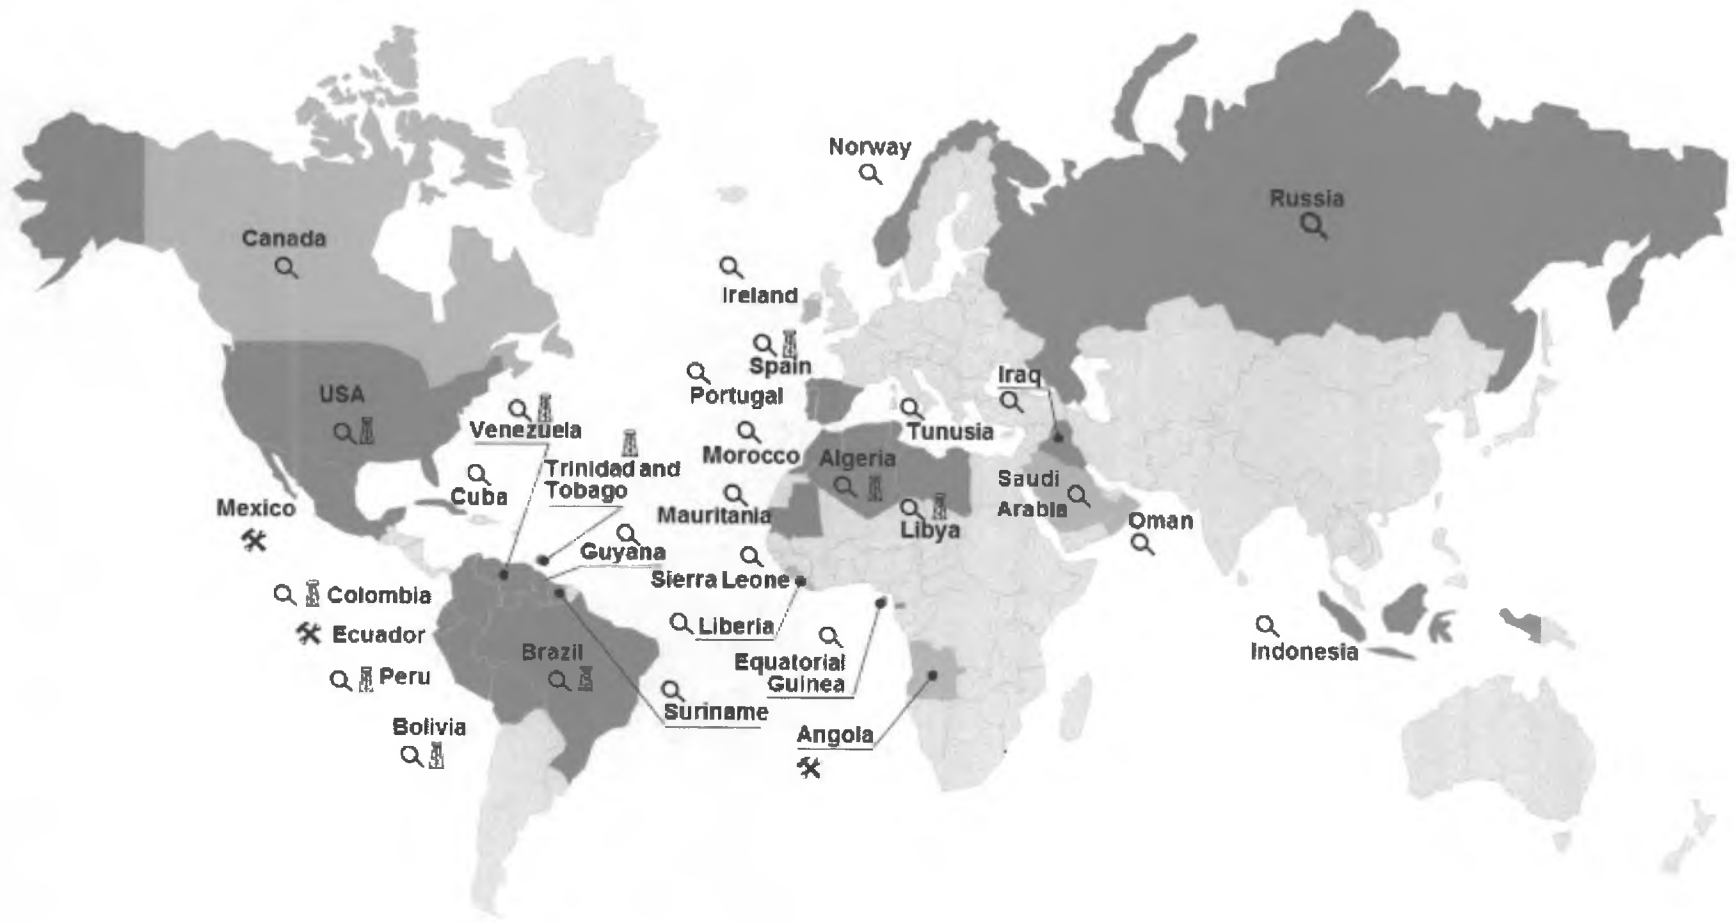 Norway
Russia
Canada
Ireland
Spain
Iraq
USA
Portugal
Venezuela
Tunusia
Morocco
Algeria
Trinidad and
Tobago
Saudi
Arabia
Cuba
Mexico
Mauritania
Oman
Libya
Guyana
Sierra Leone
Colombia
Liberia
Ecuador
Brazil
Equatorial
Guinea
Indonesia
Peru
Suriname
Bolivia
Angola